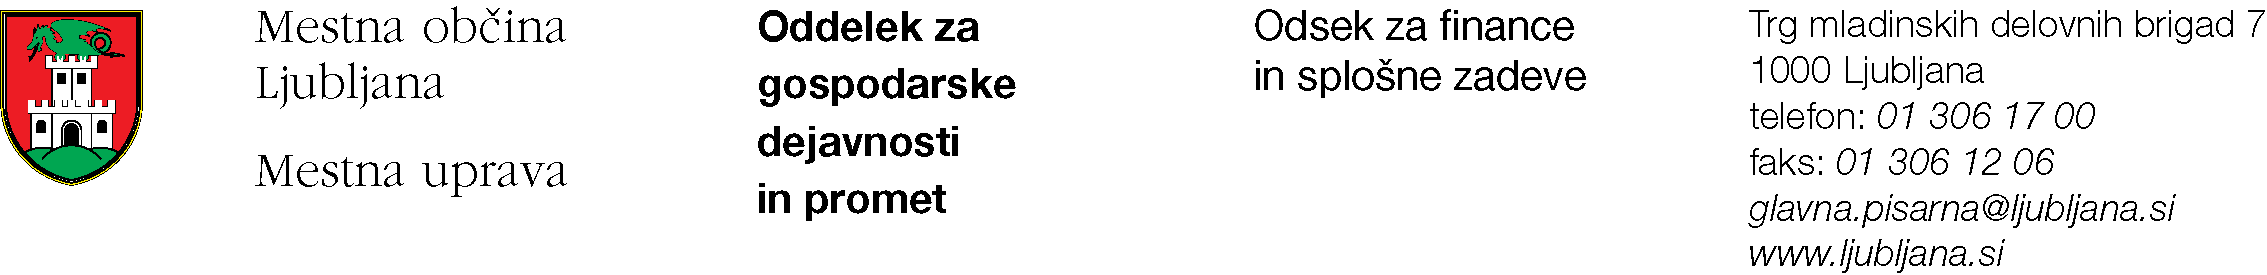 Mestna občina
Ljubljana
Mestna uprava
Oddelek za
gospodarske
dejavnosti
in promet
Odsek za finance
in splošne zadeve
Trg mladinskih delovnih brigad 7
1000 Ljubljana
telefon: 01 306 17 00
faks: 01 306 12 06
glavna.pisarna@ljubljana.si
www.ljubljana.si